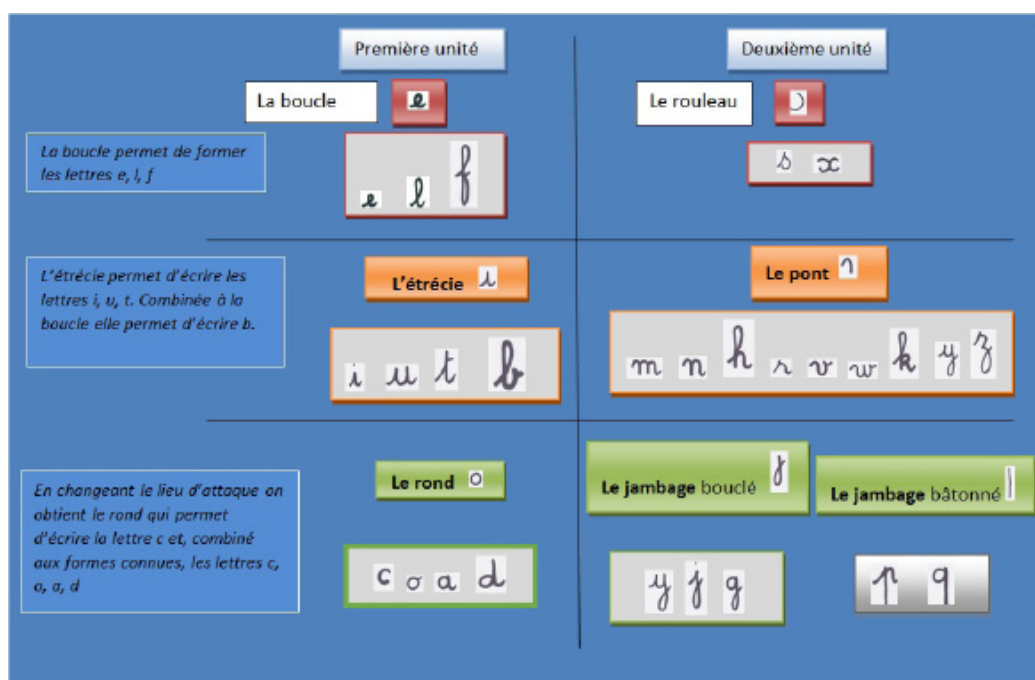 Première unité
Deuxième unité
La boucle e
Le rouleau
La boucle permet de former
les lettres e, l, f
e l f
s x
L'étrécie permet d'écrire les
lettres i, u, t. Combinée à la
boucle elle permet d'écrire b.
L'étrécie
Le pont
i u t b
m n h r v w k y z
En changeant le lieu d'attaque on
obtient le rond qui permet
d'écrire la lettre c et, combiné
aux formes connues, les lettres c,
o, a, d
Le rond o
Le jambage bouclé
Le jambage bâtonné
c o a d
y j g
p q